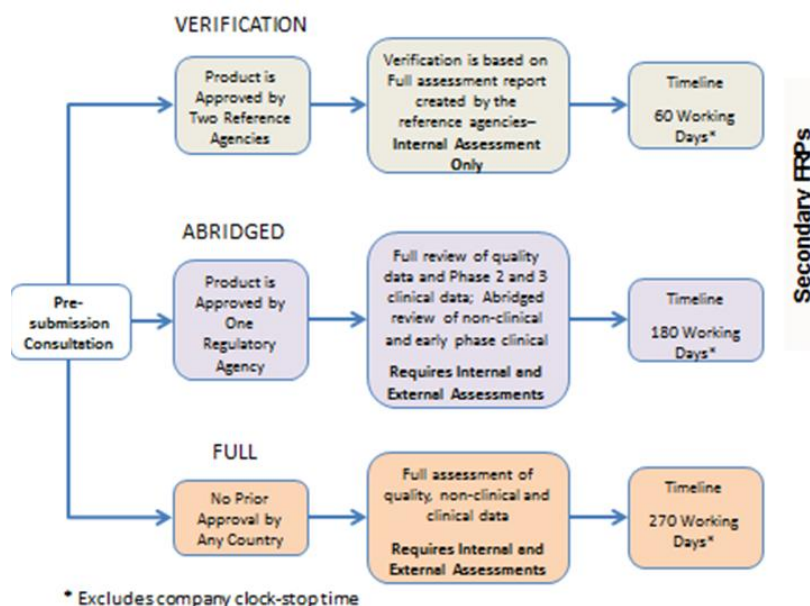 VERIFICATION
Product is
Approved by
Two Reference
Agencies
Verification is based on
Full assessment report
created by the
reference agencies–
Internal Assessment
Only
Timeline
60 Working
Days*
ABRIDGED
Pre-
submission
Consultation
Product is
Approved by
One
Regulatory
Agency
Full review of quality
data and Phase 2 and 3
clinical data; Abridged
review of non-clinical
and early phase clinical
Requires Internal and
External Assessments
Timeline
180 Working
Days*
FULL
No Prior
Approval by
Any Country
Full assessment of
quality, non-clinical and
clinical data
Requires Internal and
External Assessments
Timeline
270 Working
Days*
* Excludes company clock-stop time
Secondary FRPs